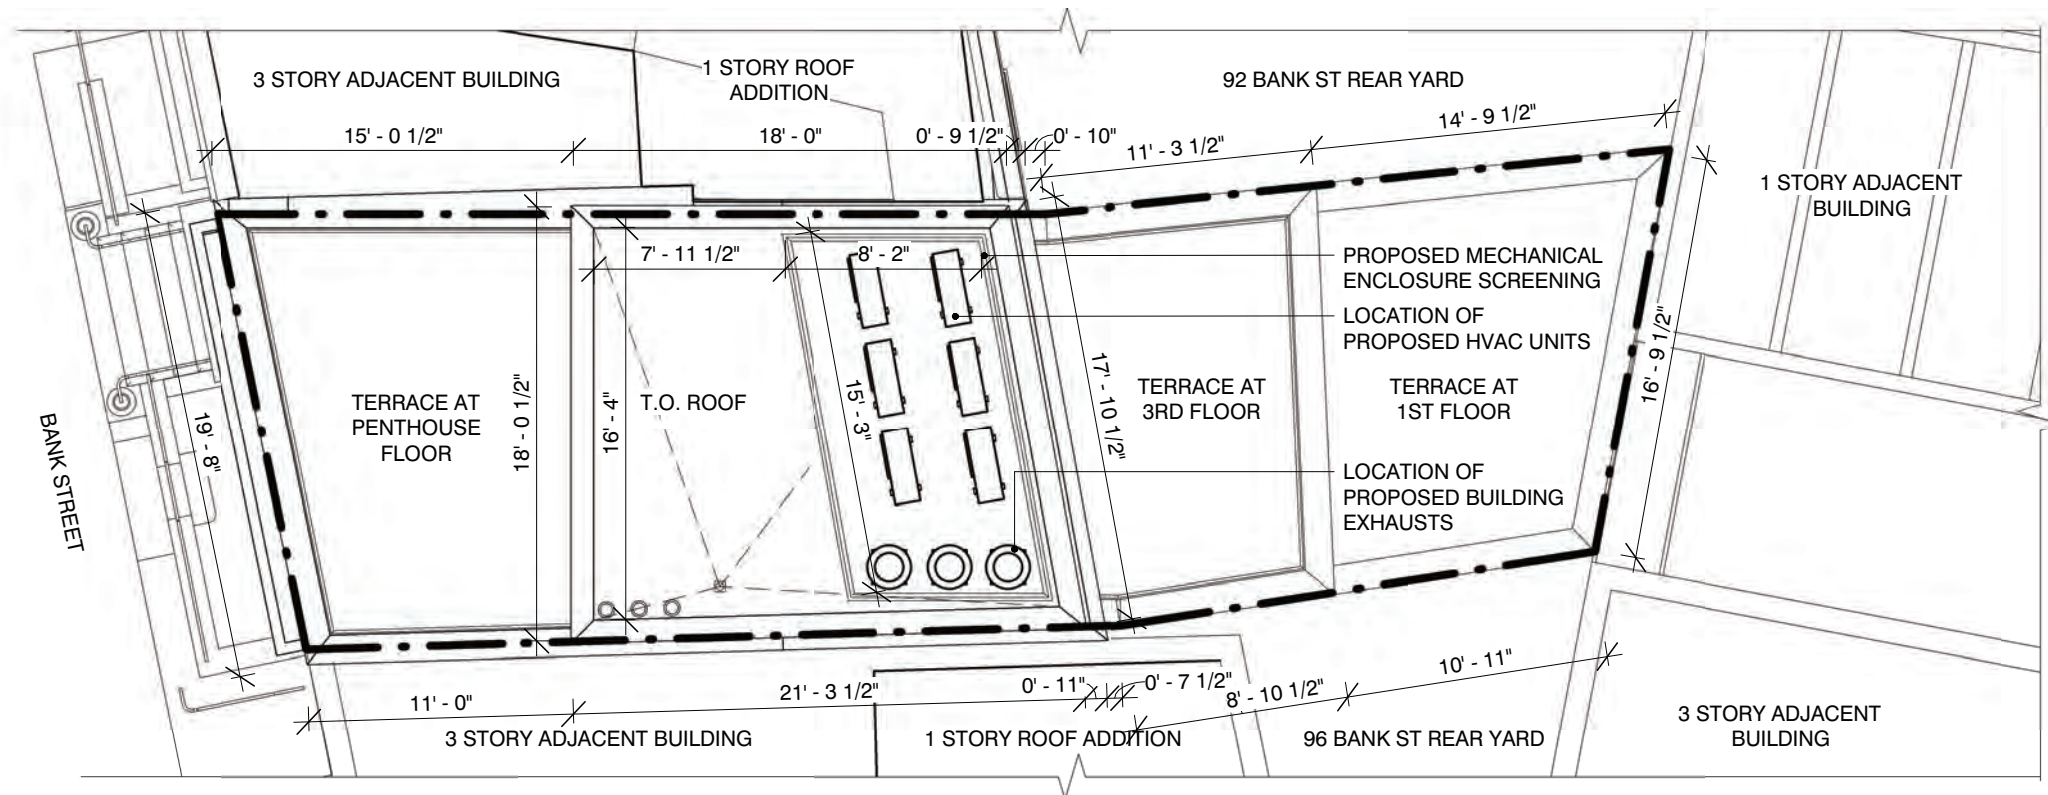 3 STORY ADJACENT BUILDING
1 STORY ROOF
ADDITION
92 BANK ST REAR YARD
15' - 0 1/2"
18' - 0"
0' - 9 1/2"
0' - 10"
11' - 3 1/2"
14' - 9 1/2"
1 STORY ADJACENT
BUILDING
7' - 11 1/2"
8' - 2"
PROPOSED MECHANICAL
ENCLOSURE SCREENING
LOCATION OF
PROPOSED HVAC UNITS
16' - 9 1/2"
BANK STREET
19' - 8"
TERRACE AT
PENTHOUSE
FLOOR
18' - 0 1/2"
16' - 4"
T.O. ROOF
15' - 3"
17' - 10 1/2"
TERRACE AT
3RD FLOOR
TERRACE AT
1ST FLOOR
LOCATION OF
PROPOSED BUILDING
EXHAUSTS
11' - 0"
21' - 3 1/2"
0' - 11"
0' - 7 1/2"
8' - 10 1/2"
10' - 11"
3 STORY ADJACENT BUILDING
1 STORY ROOF ADDITION
96 BANK ST REAR YARD
3 STORY ADJACENT
BUILDING